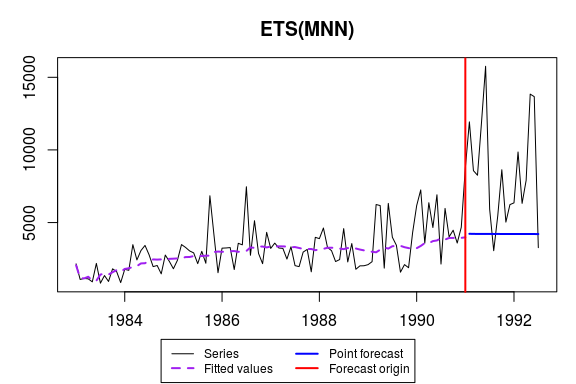 ETS(MNN)
15000
10000
5000
1984 1986 1988 1990 1992
Series Point forecast
Fitted values Forecast origin